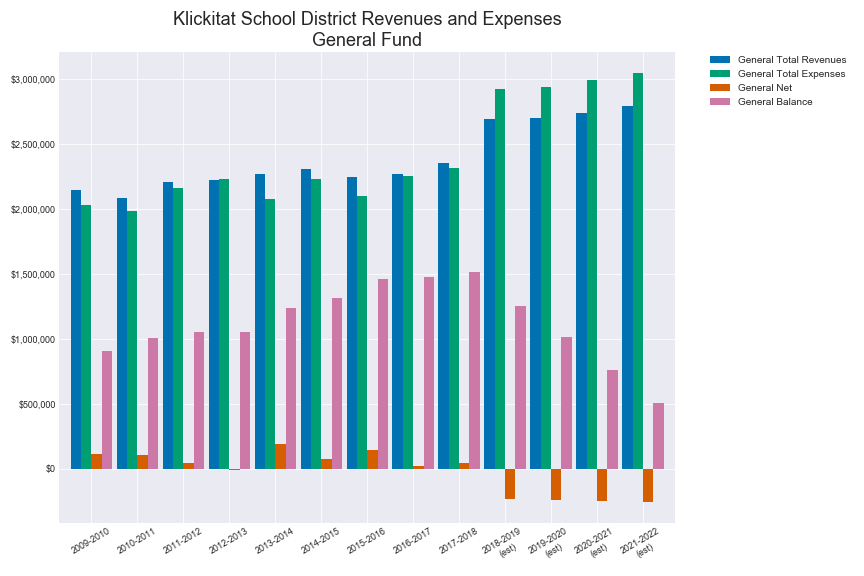 Klickitat School District Revenues and Expenses
General Fund
General Total Revenues
General Total Expenses
General Net
General Balance
$3,000,000
$2,500,000
$2,000,000
$1,500,000
$1,000,000
$500,000
$0
2009-2010
2010-2011
2011-2012
2012-2013
2013-2014
2014-2015
2015-2016
2016-2017
2017-2018
2018-2019
(est)
2019-2020
(est)
2020-2021
(est)
2021-2022
(est)